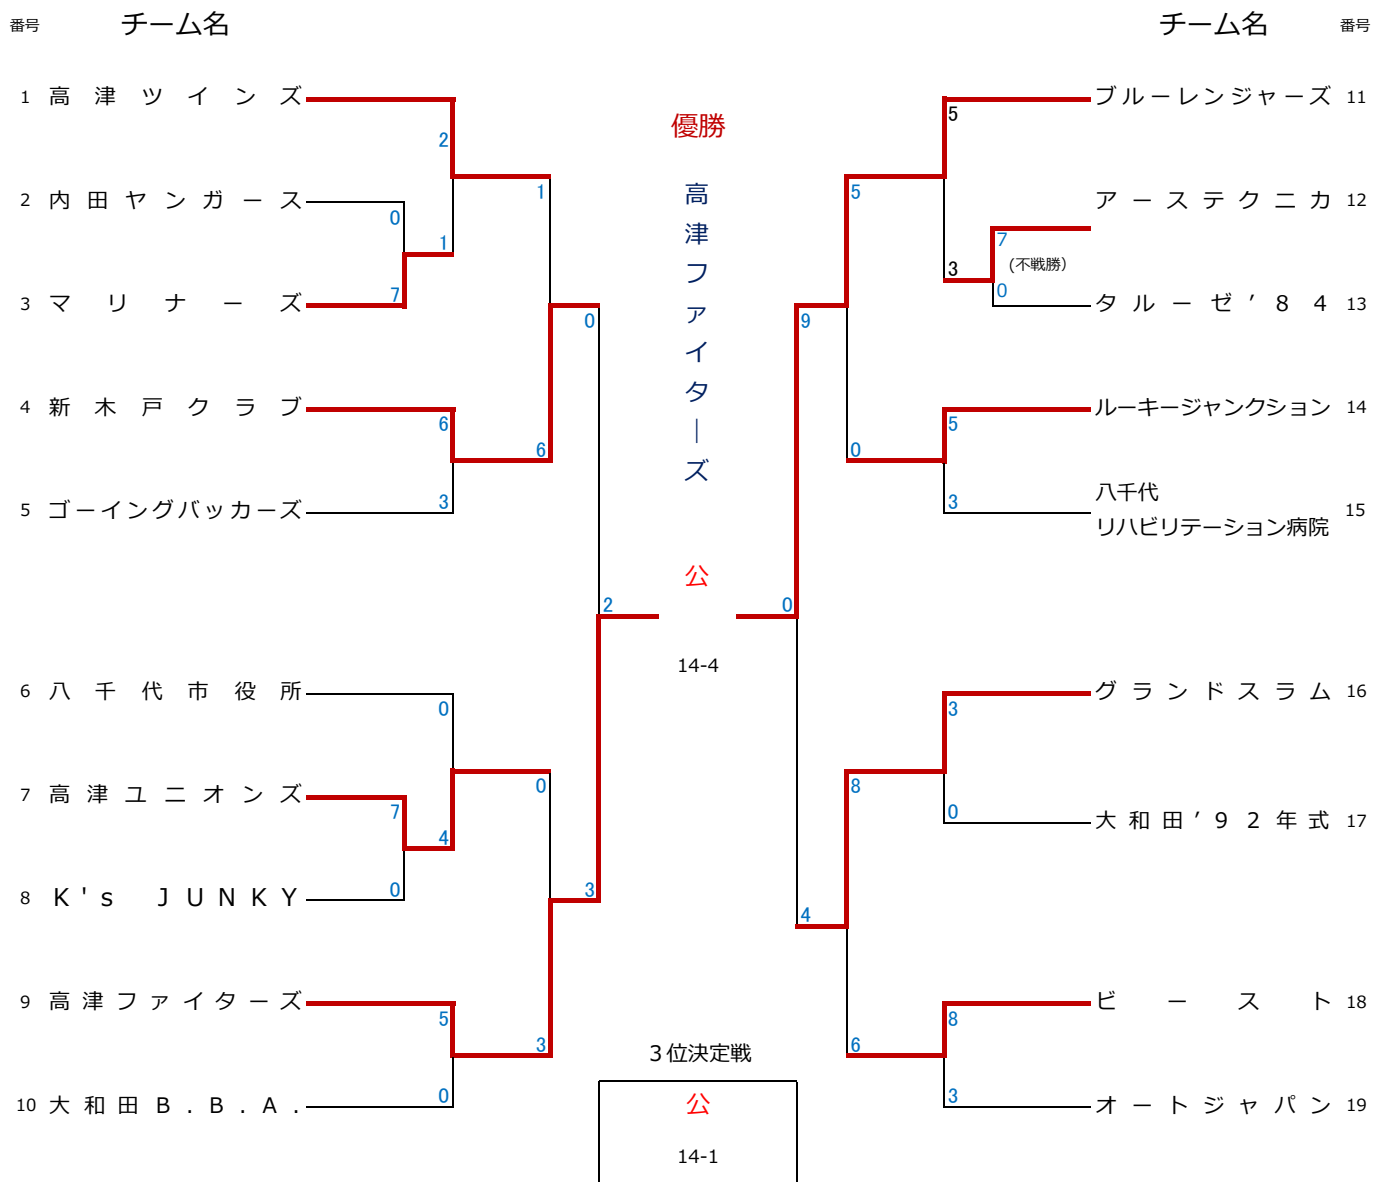 番号 チーム名 チーム名 番号
1 高津ツインズ ブルーレンジャーズ 11
5
優勝
2
2 内田ヤンガース 1 高津ファイターズ 5 アーステクニカ 12
0
1 7
3 (不戦勝)
7 0
3 マリナーズ タルーゼ'84 13
0 9
4 新木戸クラブ ルーキージャンクション 14
6 5
6 0
八千代
3 3
5 ゴーイングバッカーズ リハビリテーション病院 15
公
2 0
14-4
6 八千代市役所 グランドスラム 16
0 3
0 8
7 高津ユニオンズ 大和田'92年式 17
7 0
4
0 3
8 K's JUNKY
4
9 高津ファイターズ ビースト 18
5 8
3 6
3位決定戦
0 3
10 大和田B.B.A. 公 オートジャパン 19
14-1